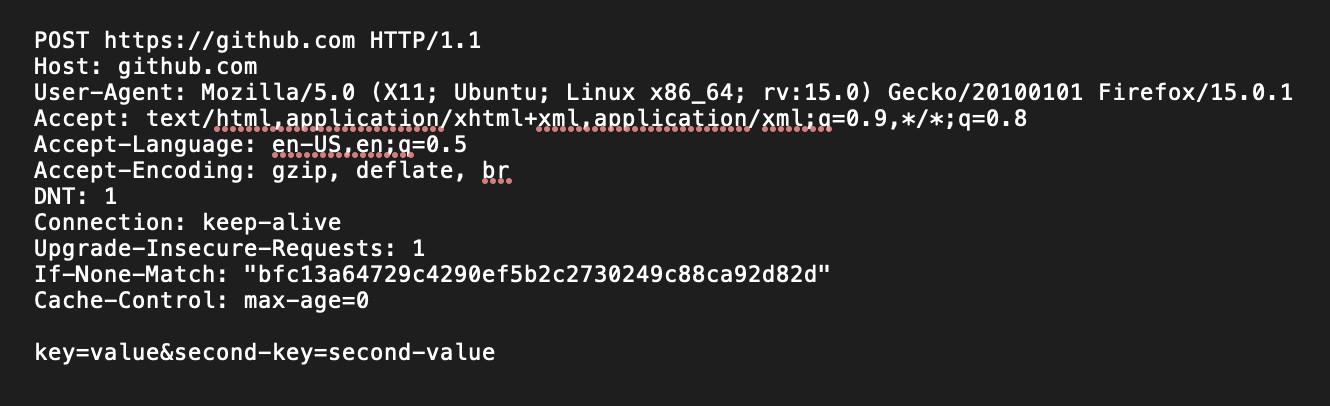 POST https://github.com HTTP/1.1
Host: github.com
User-Agent: Mozilla/5.0 (X11; Ubuntu; Linux x86_64; rv:15.0) Gecko/20100101 Firefox/15.0.1
Accept: text/html,application/xhtml+xml,application/xml;q=0.9,*/*;q=0.8
Accept-Language: en-US,en;q=0.5
Accept-Encoding: gzip, deflate, br
DNT: 1
Connection: keep-alive
Upgrade-Insecure-Requests: 1
If-None-Match: "bfc13a64729c4290ef5b2c2730249c88ca92d82d"
Cache-Control: max-age=0

key=value&second-key=second-value